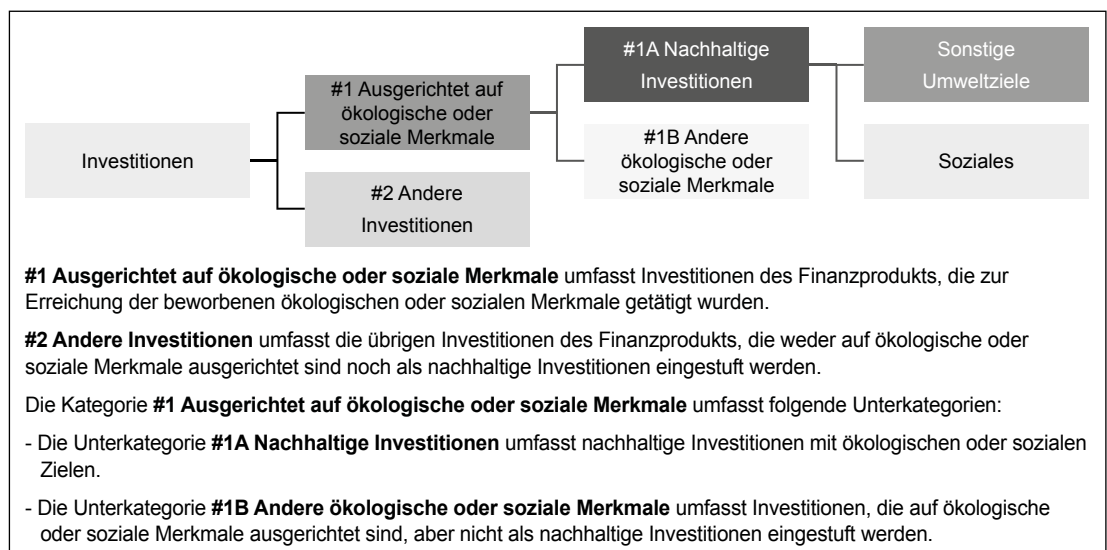 #1A Nachhaltige
Investitionen
Sonstige
Umweltziele
#1 Ausgerichtet auf
ökologische oder
soziale Merkmale
Investitionen
#1B Andere
ökologische oder
soziale Merkmale
Soziales
#2 Andere
Investitionen
#1 Ausgerichtet auf ökologische oder soziale Merkmale umfasst Investitionen des Finanzprodukts, die zur
Erreichung der beworbenen ökologischen oder sozialen Merkmale getätigt wurden.
#2 Andere Investitionen umfasst die übrigen Investitionen des Finanzprodukts, die weder auf ökologische oder
soziale Merkmale ausgerichtet sind noch als nachhaltige Investitionen eingestuft werden.
Die Kategorie #1 Ausgerichtet auf ökologische oder soziale Merkmale umfasst folgende Unterkategorien:
- Die Unterkategorie #1A Nachhaltige Investitionen umfasst nachhaltige Investitionen mit ökologischen oder sozialen
Zielen.
- Die Unterkategorie #1B Andere ökologische oder soziale Merkmale umfasst Investitionen, die auf ökologische
oder soziale Merkmale ausgerichtet sind, aber nicht als nachhaltige Investitionen eingestuft werden.